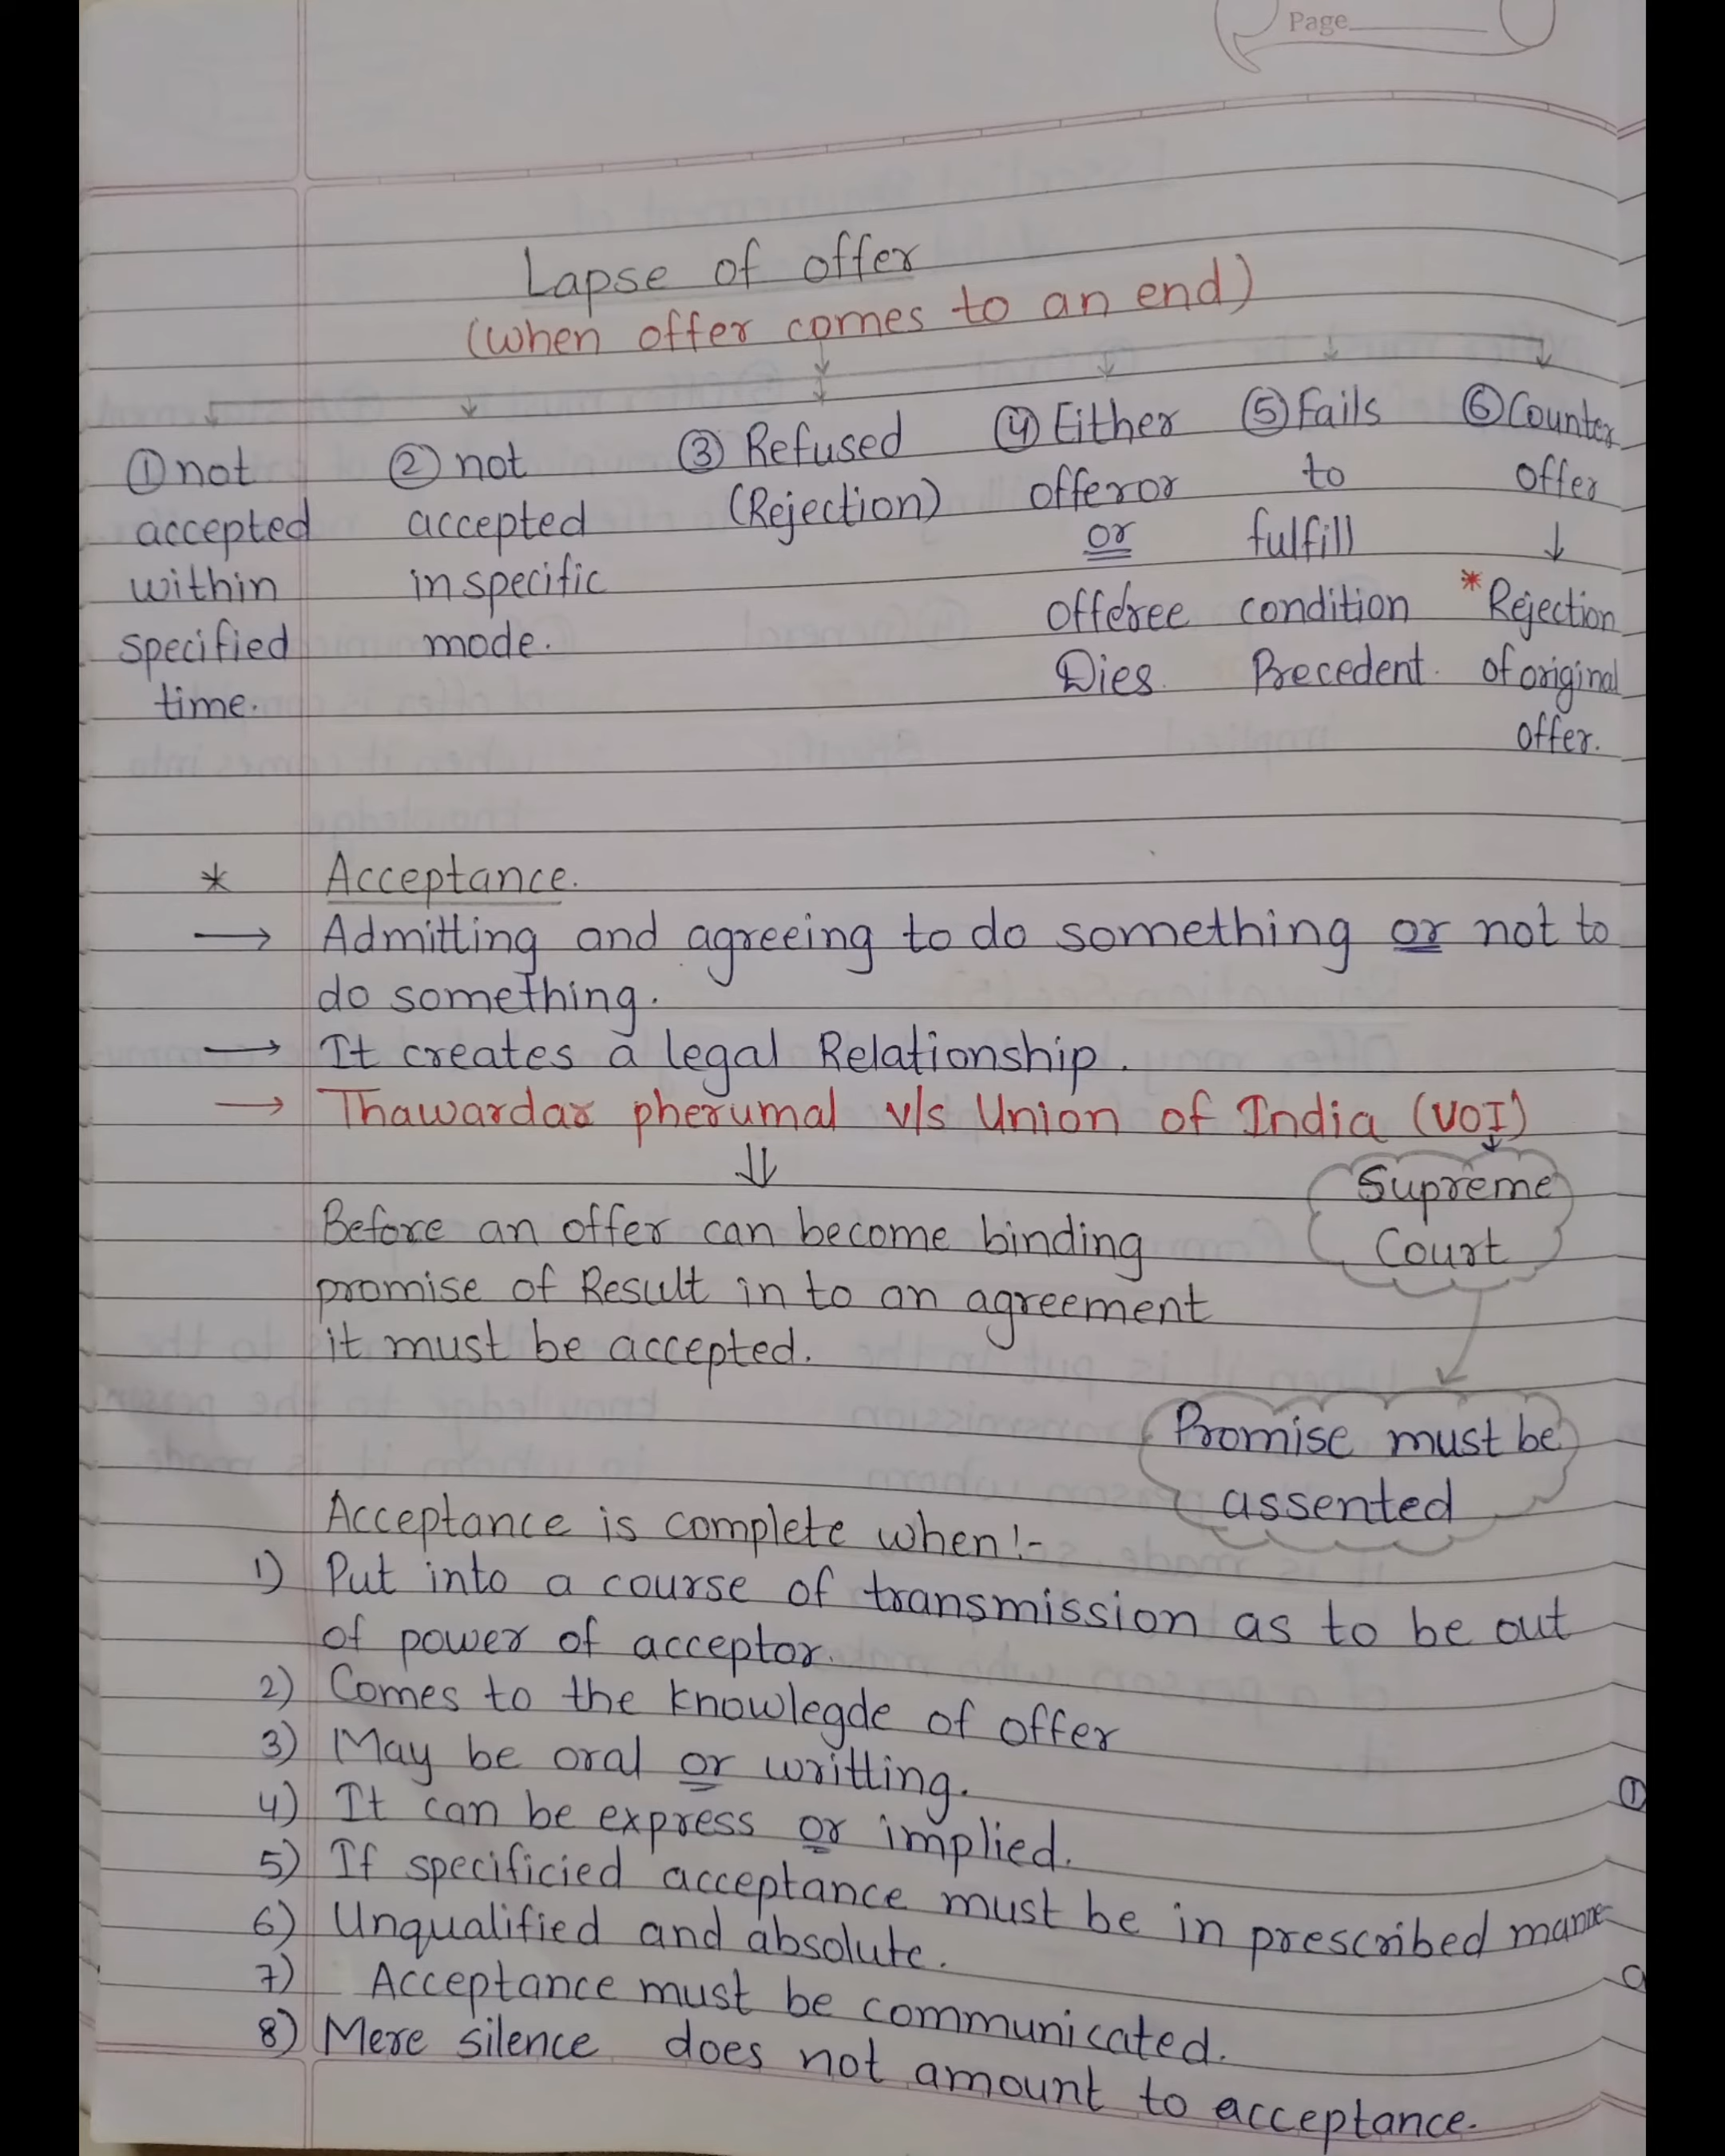 Page
Lapse of offer
(when offer comes to an end)
① not accepted within specified time.
② not accepted in specific mode.
③ Refused (Rejection)
④ Either offeror or offeree Dies.
⑤ Fails to fulfill condition Precedent.
⑥ Counter offer
↓
* Rejection of original offer.
* Acceptance.
→ Admitting and agreeing to do something or not to
do something.
→ It creates a legal Relationship.
→ Thawardar pherumal v/s Union of India (UOI)
Supreme
Court
Before an offer can become binding
promise of Result in to an agreement
it must be accepted.
Promise must be
assented
Acceptance is complete when:-
1) Put into a course of transmission as to be out
of power of acceptor.
2) Comes to the knowlegde of offer
3) May be oral or writting.
4) It can be express or implied.
5) If specificied acceptance must be in prescribed
6) Unqualified and absolute.
7) Acceptance must be communicated.
8) Mere silence does not amount to acceptance.